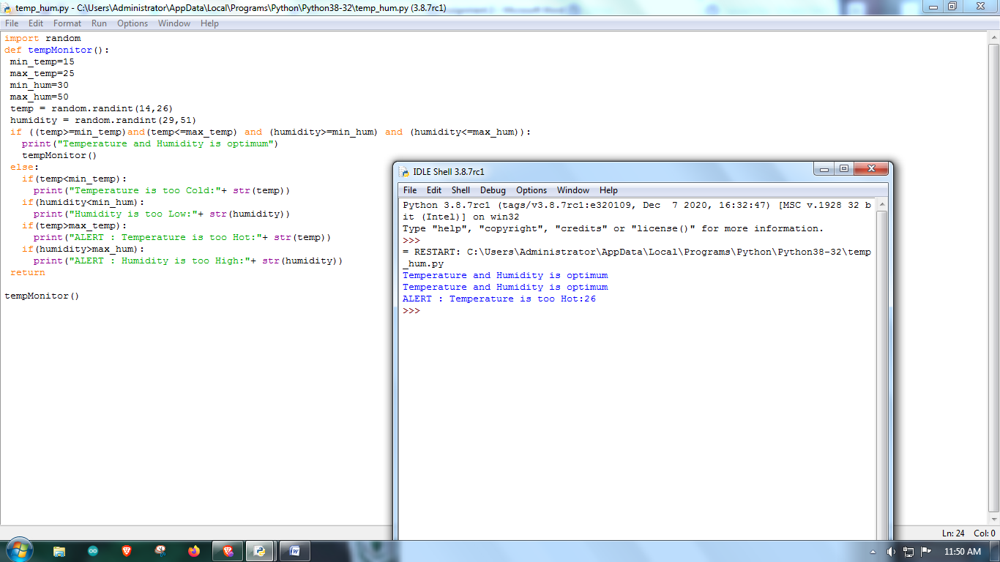 temp_hum.py - C:\Users\Administrator\AppData\Local\Programs\Python\Python38-32\temp_hum.py (3.8.7rc1)
File Edit Format Run Options Window Help
import random
def tempMonitor():
 min_temp=15
 max_temp=25
 min_hum=30
 max_hum=50
 temp = random.randint(14,26)
 humidity = random.randint(29,51)
 if ((temp>=min_temp)and(temp<=max_temp) and (humidity>=min_hum) and (humidity<=max_hum)):
   print("Temperature and Humidity is optimum")
   tempMonitor()
 else:
   if(temp<min_temp):
     print("Temperature is too Cold:"+ str(temp))
   if(humidity<min_hum):
     print("Humidity is too Low:"+ str(humidity))
   if(temp>max_temp):
     print("ALERT : Temperature is too Hot:"+ str(temp))
   if(humidity>max_hum):
     print("ALERT : Humidity is too High:"+ str(humidity))
 return
tempMonitor()
IDLE Shell 3.8.7rc1
File Edit Shell Debug Options Window Help
Python 3.8.7rc1 (tags/v3.8.7rc1:e320109, Dec  7 2020, 16:32:47) [MSC v.1928 32 b
it (Intel)] on win32
Type "help", "copyright", "credits" or "license()" for more information.
>>>
= RESTART: C:\Users\Administrator\AppData\Local\Programs\Python\Python38-32\temp
_hum.py
Temperature and Humidity is optimum
Temperature and Humidity is optimum
ALERT : Temperature is too Hot:26
>>>
Ln: 24 Col: 0
11:50 AM